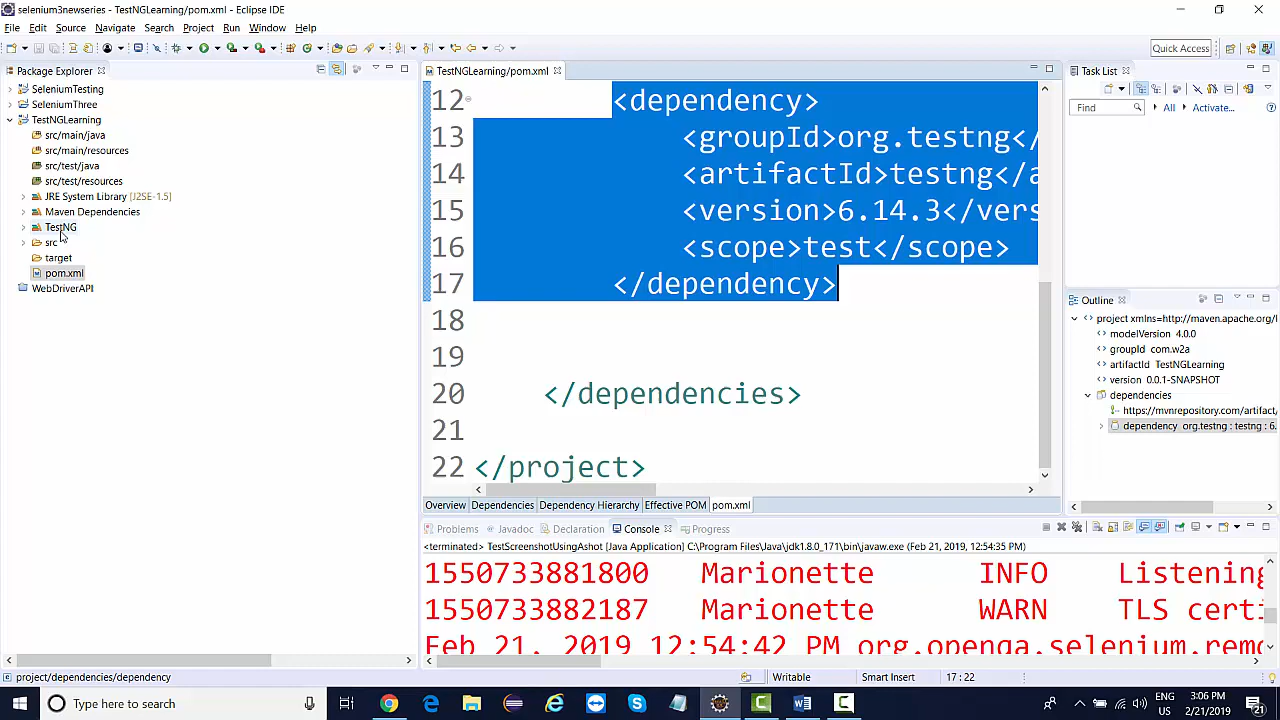 selenium3newseries - TestNGLearning/pom.xml - Eclipse IDE
File Edit Source Navigate Search Project Run Window Help
Quick Access
Package Explorer
SeleniumTesting
SeleniumThree
TestNGLearning
src/main/java
src/main/resources
src/test/java
src/test/resources
JRE System Library [J2SE-1.5]
Maven Dependencies
TestNG
src
target
pom.xml
WebDriverAPI
TestNGLearning/pom.xml
12 <dependency>
13 <groupId>org.testng</
14 <artifactId>testng</a
15 <version>6.14.3</vers
16 <scope>test</scope>
17 </dependency>
18
19
20 </dependencies>
21
22 </project>
Overview Dependencies Dependency Hierarchy Effective POM pom.xml
Task List
Find All Activate...
Outline
project xmlns=http://maven.apache.org/
modelVersion 4.0.0
groupId com.w2a
artifactId TestNGLearning
version 0.0.1-SNAPSHOT
dependencies
https://mvnrepository.com/artifact/
dependency org.testng : testng : 6.
Problems Javadoc Declaration Console Progress
<terminated> TestScreenshotUsingAshot [Java Application] C:\Program Files\Java\jdk1.8.0_171\bin\javaw.exe (Feb 21, 2019, 12:54:35 PM)
1550733881800 Marionette INFO Listening
1550733882187 Marionette WARN TLS certi
Feb 21, 2019 12:54:42 PM org.openqa.selenium.remo
project/dependencies/dependency Writable Smart Insert 17 : 22
Type here to search
ENG
US
3:06 PM
2/21/2019
21